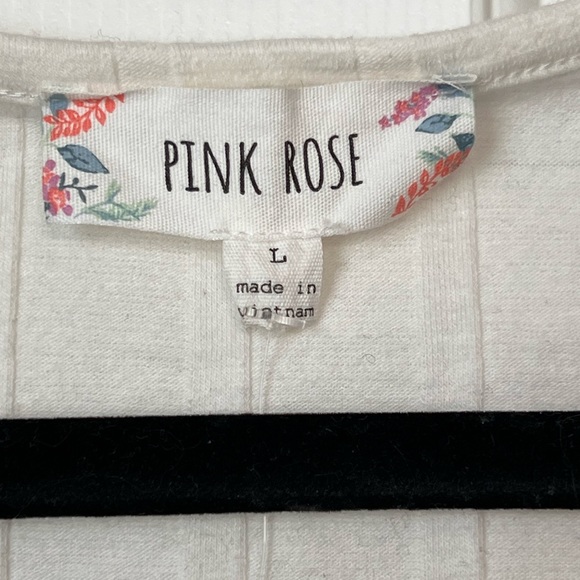 PINK ROSE
L
made in
vietnam